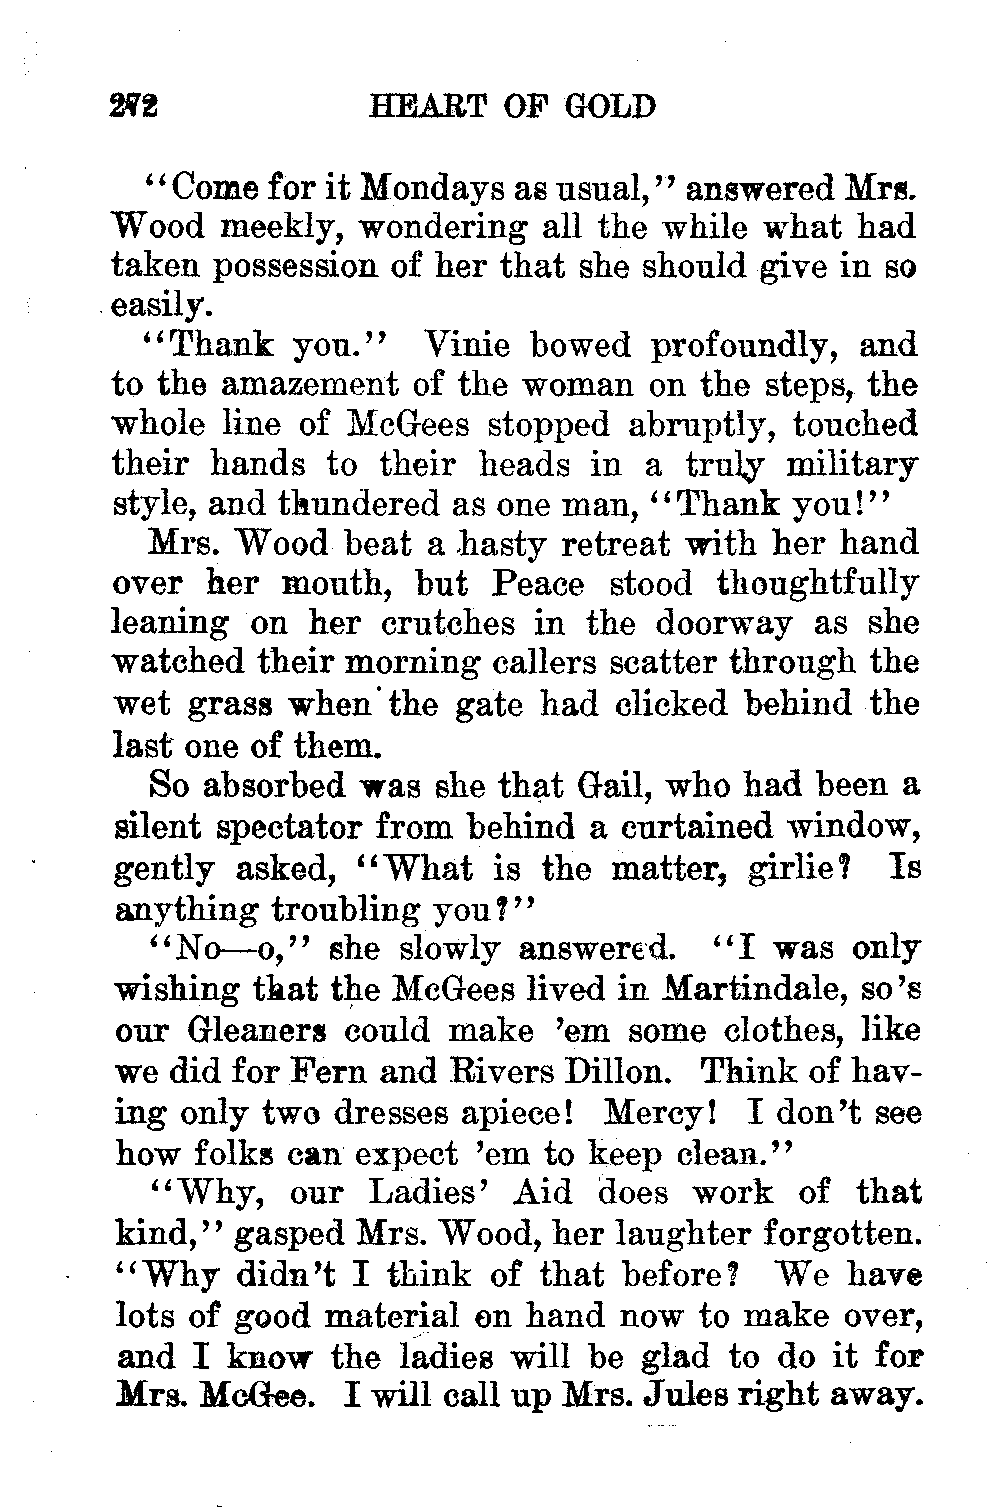 272 HEART OF GOLD
"Come for it Mondays as usual," answered Mrs.
Wood meekly, wondering all the while what had
taken possession of her that she should give in so
easily.
"Thank you." Vinie bowed profoundly, and
to the amazement of the woman on the steps, the
whole line of McGees stopped abruptly, touched
their hands to their heads in a truly military
style, and thundered as one man, "Thank you!"
Mrs. Wood beat a hasty retreat with her hand
over her mouth, but Peace stood thoughtfully
leaning on her crutches in the doorway as she
watched their morning callers scatter through the
wet grass when the gate had clicked behind the
last one of them.
So absorbed was she that Gail, who had been a
silent spectator from behind a curtained window,
gently asked, "What is the matter, girlie? Is
anything troubling you?"
"No—o," she slowly answered. "I was only
wishing that the McGees lived in Martindale, so's
our Gleaners could make 'em some clothes, like
we did for Fern and Rivers Dillon. Think of hav-
ing only two dresses apiece! Mercy! I don't see
how folks can expect 'em to keep clean."
"Why, our Ladies' Aid does work of that
kind," gasped Mrs. Wood, her laughter forgotten.
"Why didn't I think of that before? We have
lots of good material on hand now to make over,
and I know the ladies will be glad to do it for
Mrs. McGee. I will call up Mrs. Jules right away.